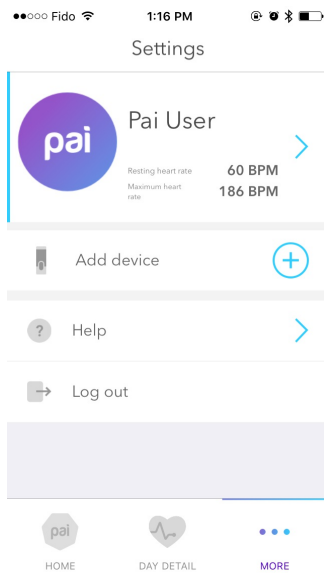 Fido 1:16 PM
Settings
pai
Pai User
Resting heart rate 60 BPM
Maximum heart
rate 186 BPM
Add device
?
Help
Log out
pai
HOME DAY DETAIL MORE